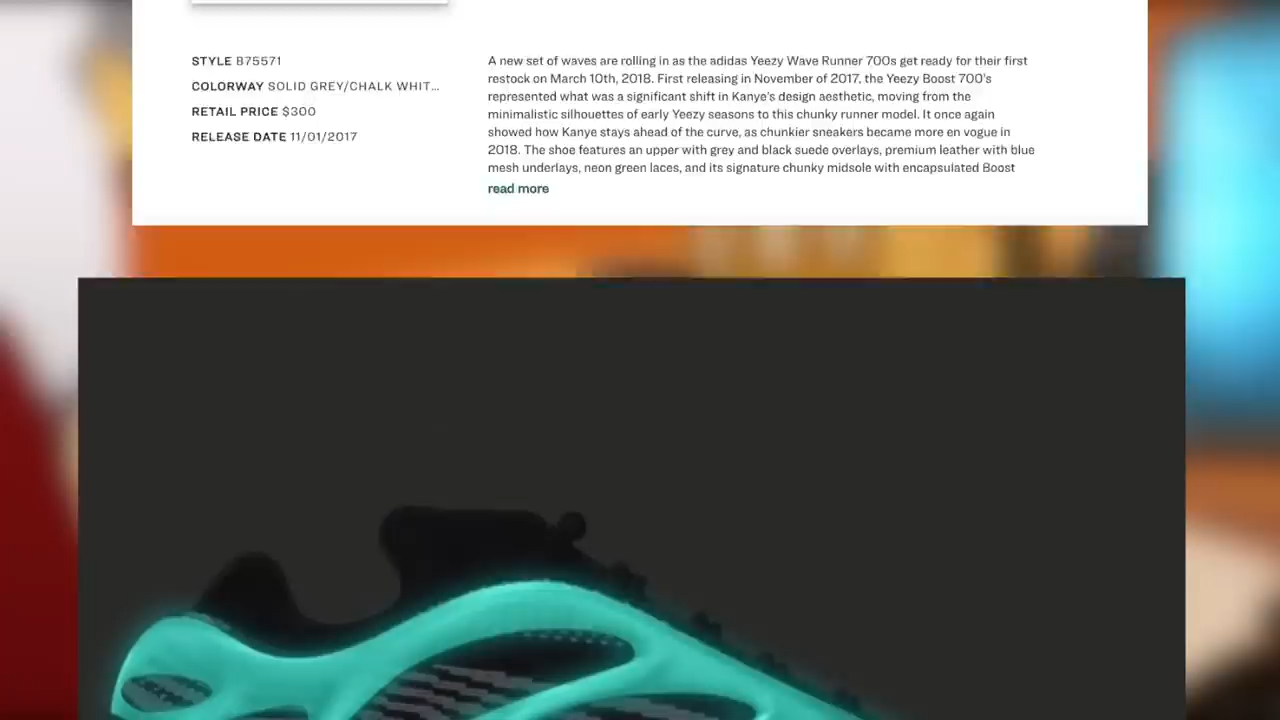 STYLE B75571
COLORWAY SOLID GREY/CHALK WHIT...
RETAIL PRICE $300
RELEASE DATE 11/01/2017
A new set of waves are rolling in as the adidas Yeezy Wave Runner 700s get ready for their first
restock on March 10th, 2018. First releasing in November of 2017, the Yeezy Boost 700's
represented what was a significant shift in Kanye's design aesthetic, moving from the
minimalistic silhouettes of early Yeezy seasons to this chunky runner model. It once again
showed how Kanye stays ahead of the curve, as chunkier sneakers became more en vogue in
2018. The shoe features an upper with grey and black suede overlays, premium leather with blue
mesh underlays, neon green laces, and its signature chunky midsole with encapsulated Boost
read more